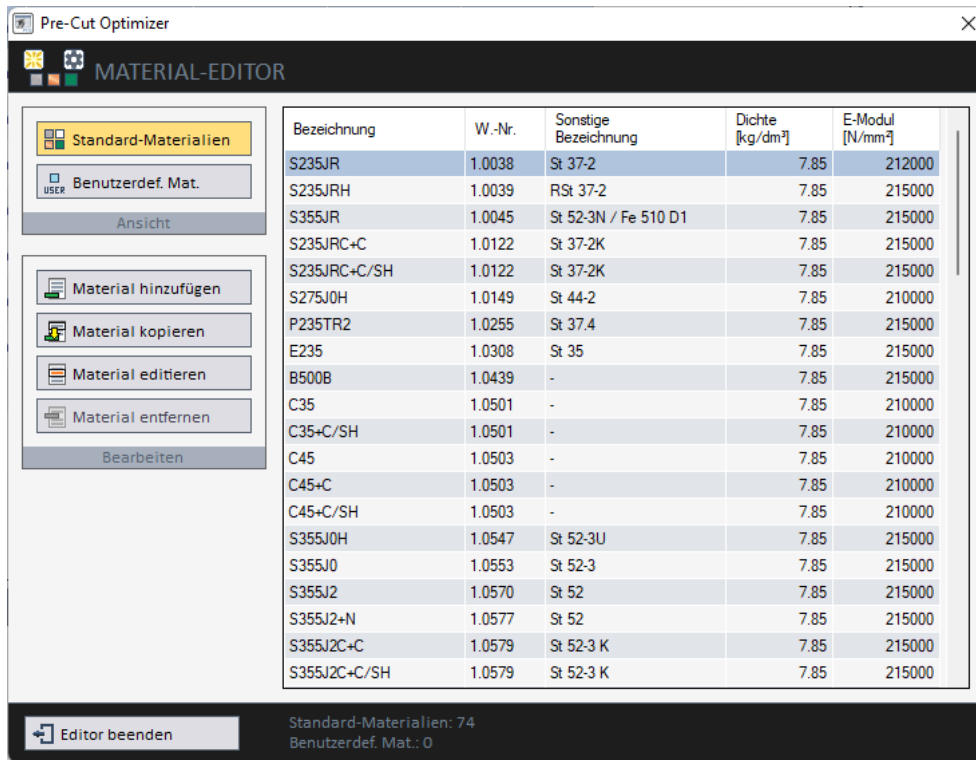 Pre-Cut Optimizer
MATERIAL-EDITOR
Standard-Materialien
USER Benutzerdef. Mat.
Ansicht
Material hinzufügen
Material kopieren
Material editieren
Material entfernen
Bearbeiten
Bezeichnung W.-Nr. Sonstige Bezeichnung Dichte [kg/dm³] E-Modul [N/mm²]
S235JR 1.0038 St 37-2 7.85 212000
S235JRH 1.0039 RSt 37-2 7.85 215000
S355JR 1.0045 St 52-3N / Fe 510 D1 7.85 215000
S235JRC+C 1.0122 St 37-2K 7.85 215000
S235JRC+C/SH 1.0122 St 37-2K 7.85 215000
S275J0H 1.0149 St 44-2 7.85 210000
P235TR2 1.0255 St 37.4 7.85 215000
E235 1.0308 St 35 7.85 215000
B500B 1.0439 - 7.85 215000
C35 1.0501 - 7.85 210000
C35+C/SH 1.0501 - 7.85 210000
C45 1.0503 - 7.85 210000
C45+C 1.0503 - 7.85 210000
C45+C/SH 1.0503 - 7.85 210000
S355J0H 1.0547 St 52-3U 7.85 215000
S355J0 1.0553 St 52-3 7.85 215000
S355J2 1.0570 St 52 7.85 215000
S355J2+N 1.0577 St 52 7.85 215000
S355J2C+C 1.0579 St 52-3 K 7.85 215000
S355J2C+C/SH 1.0579 St 52-3 K 7.85 215000
Editor beenden
Standard-Materialien: 74
Benutzerdef. Mat.: 0